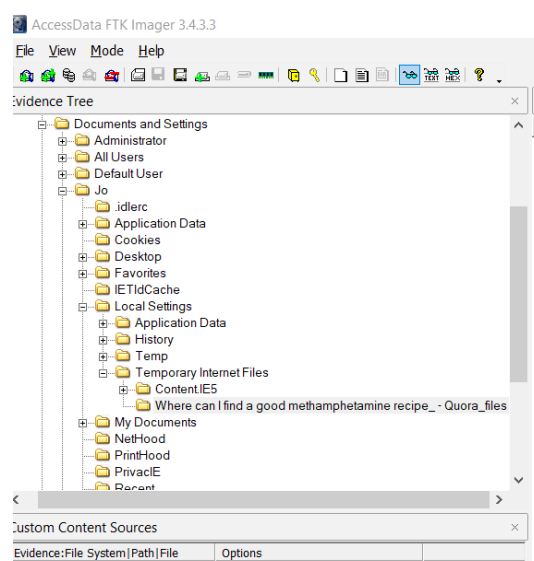 AccessData FTK Imager 3.4.3.3
File View Mode Help
TEXT HEX
Evidence Tree
Documents and Settings
Administrator
All Users
Default User
Jo
.idlerc
Application Data
Cookies
Desktop
Favorites
IETldCache
Local Settings
Application Data
History
Temp
Temporary Internet Files
Content.IE5
Where can I find a good methamphetamine recipe_ - Quora_files
My Documents
NetHood
PrintHood
PrivacIE
Recent
Custom Content Sources
Evidence:File System|Path|File Options